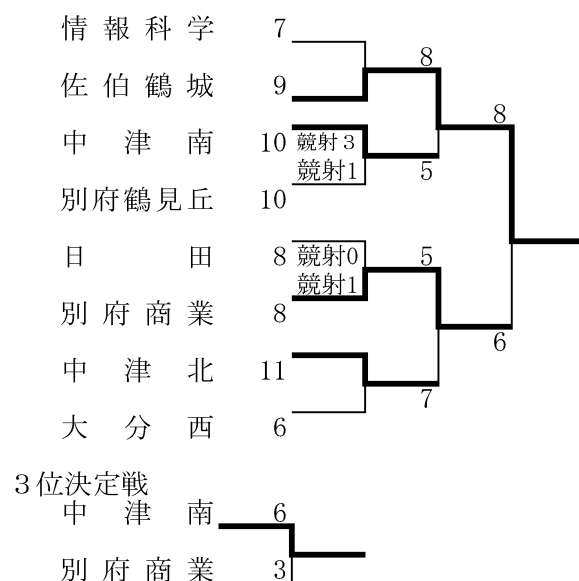 情報科学 7
8
佐伯鶴城 9
8
中津南 10 競射3
競射1 5
別府鶴見丘 10
日田 8 競射0 5
競射1
別府商業 8
6
中津北 11
7
大分西 6
3位決定戦
中津南 6
別府商業 3